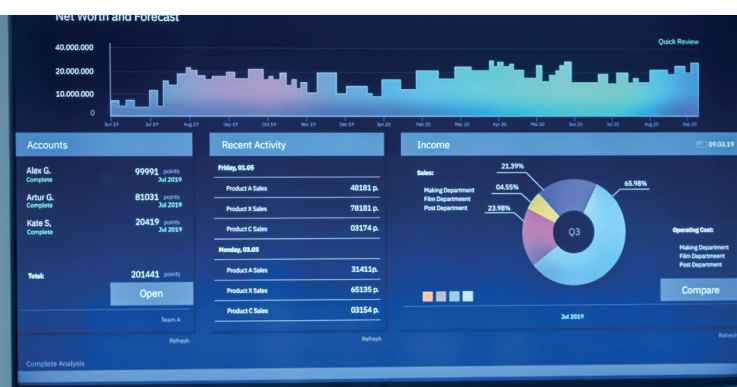 Net Worth and Forecast
Quick Review
40.000.000
20.000.000
10.000.000
0
Jun 19 Jul 19 Aug 19 Sep 19 Oct 19 Nov 19 Dec 19 Jan 20 Feb 20 Mar 20 Apr 20 Mai 20 Jun 20 Jul 20 Aug 20 Sep 20
Accounts
Alex G. 99991 points
Complete Jul 2019
Artur G. 81031 points
Complete Jul 2019
Kate S, 20419 points
Complete Jul 2019
Total: 201441 points
Open
Team A
Refresh
Recent Activity
Friday, 01.05
Product A Sales 48181 p.
Product X Sales 78181 p.
Product C Sales 03174 p.
Monday, 03.05
Product A Sales 31411p.
Product X Sales 65135 p.
Product C Sales 03154 p.
Refresh
Income
09.03.19
Sales:
Making Department
Film Departmeent
Post Department
21.39%
04.55%
23.98%
65.98%
Q3
Operating Cost:
Making Department
Film Departmeent
Post Department
Compare
Jul 2019
Refresh
Complete Analysis